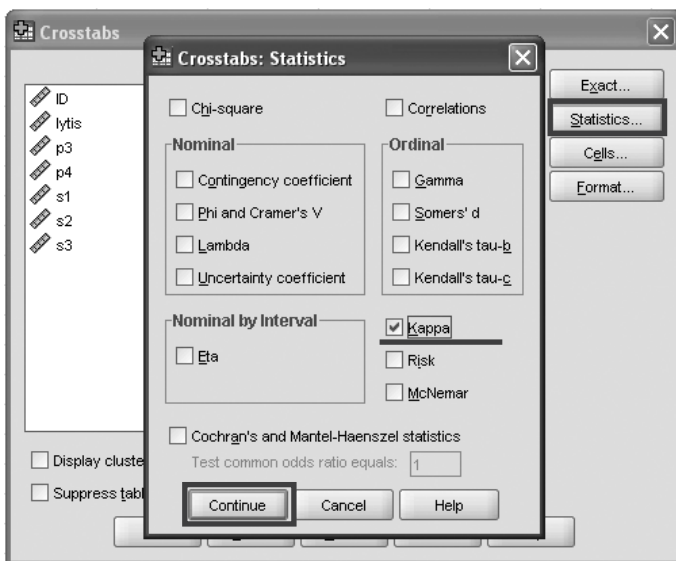 Crosstabs
Crosstabs: Statistics
ID
lytis
p3
p4
s1
s2
s3
Display cluste
Suppress tabl
Chi-square
Correlations
Nominal
Contingency coefficient
Phi and Cramer's V
Lambda
Uncertainty coefficient
Ordinal
Gamma
Somers' d
Kendall's tau-b
Kendall's tau-c
Nominal by Interval
Eta
Kappa
Risk
McNemar
Cochran's and Mantel-Haenszel statistics
Test common odds ratio equals: 1
Continue
Cancel
Help
Exact...
Statistics...
Cells...
Format...